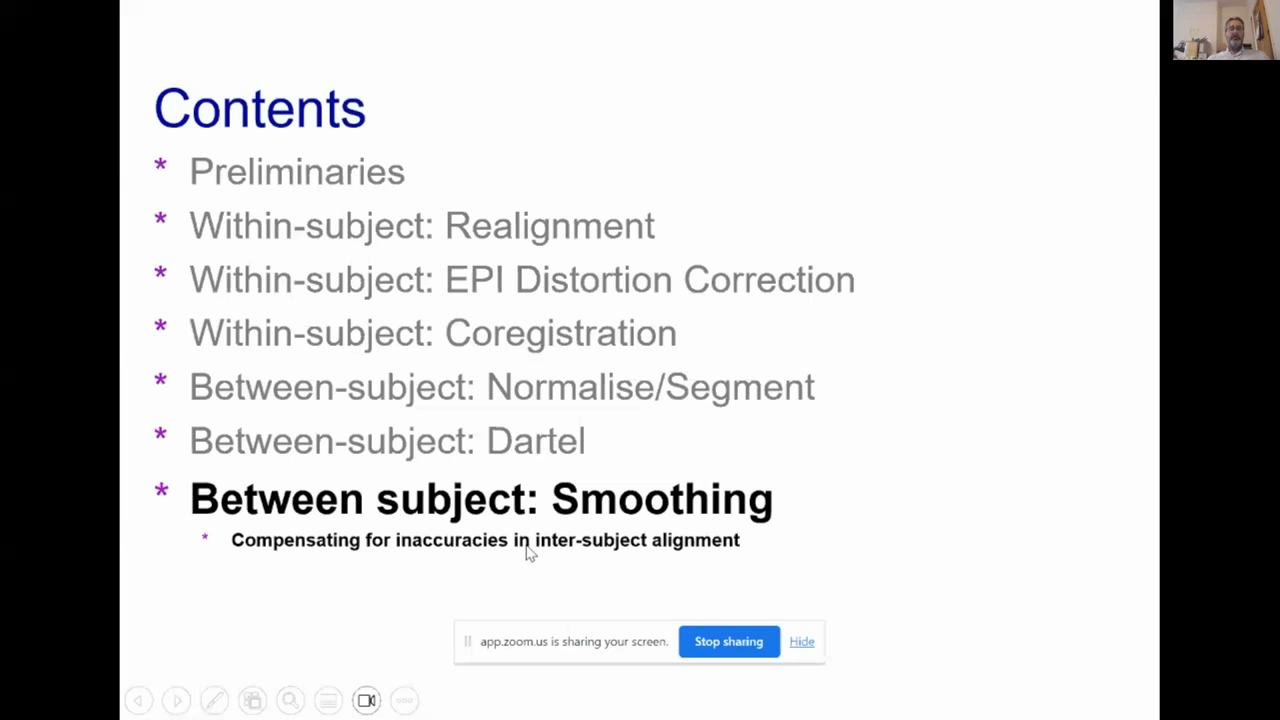 Contents
* Preliminaries
* Within-subject: Realignment
* Within-subject: EPI Distortion Correction
* Within-subject: Coregistration
* Between-subject: Normalise/Segment
* Between-subject: Dartel
* Between subject: Smoothing
* Compensating for inaccuracies in inter-subject alignment
app.zoom.us is sharing your screen. Stop sharing Hide